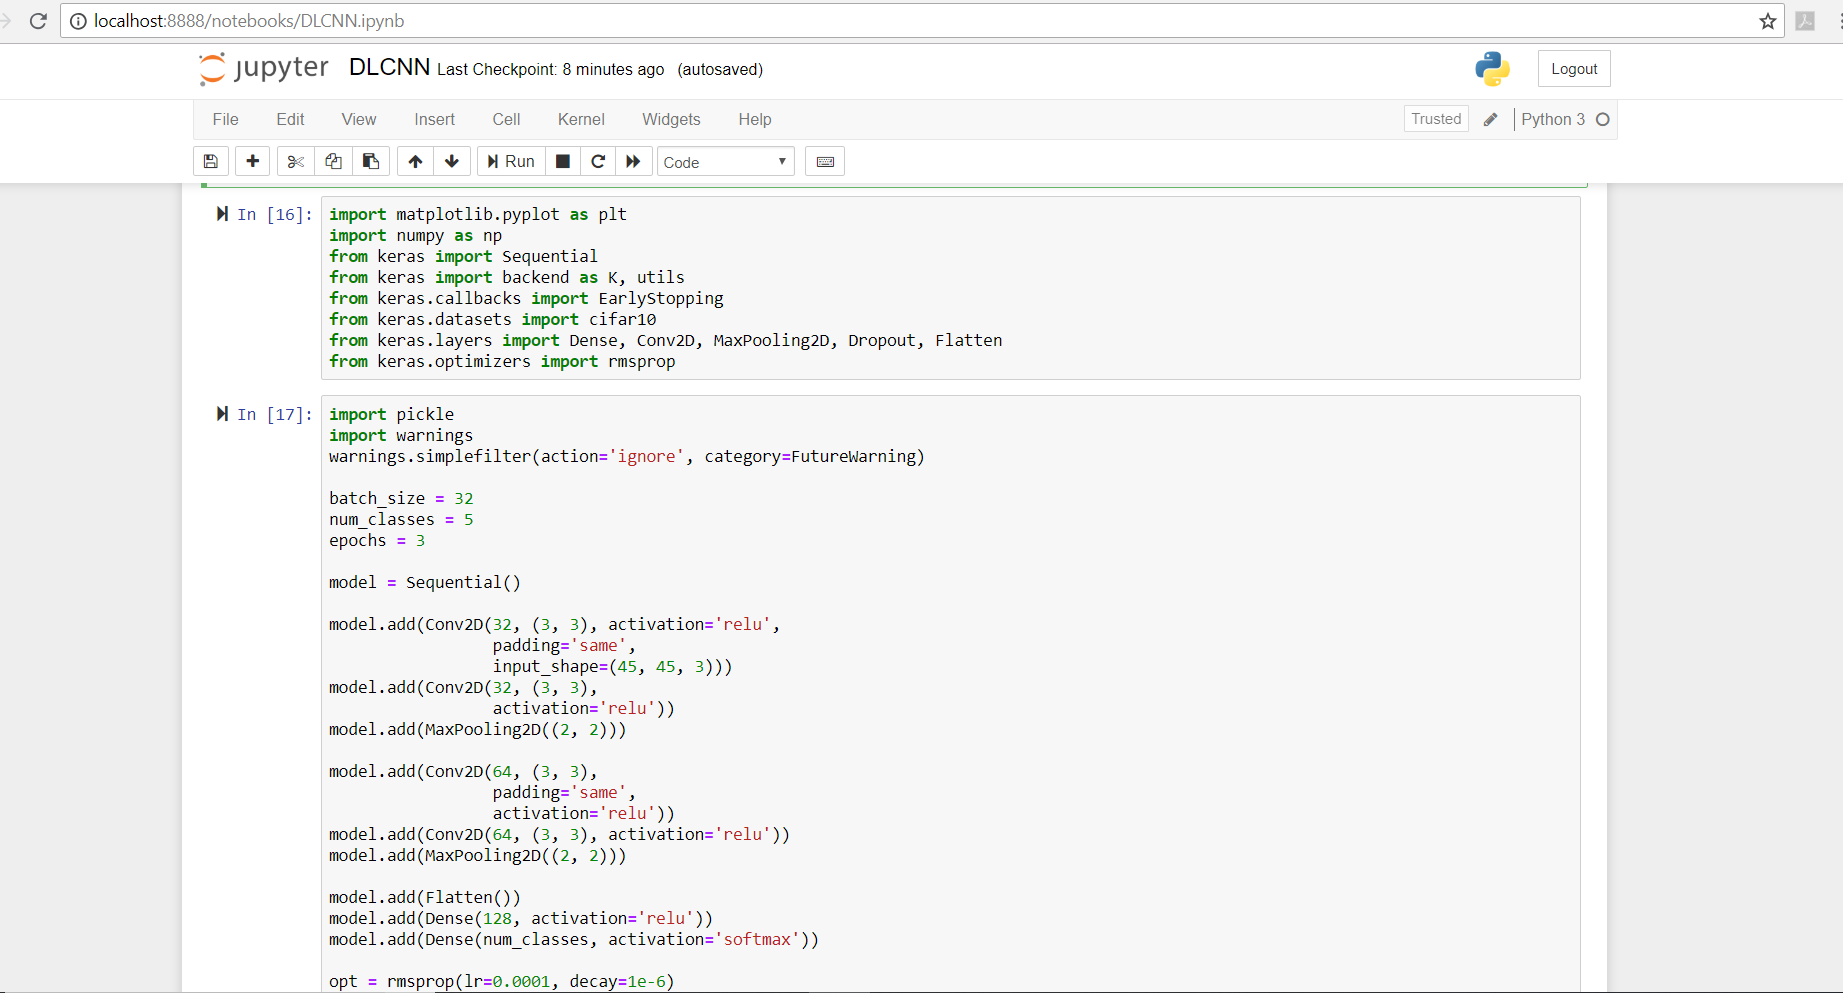 localhost:8888/notebooks/DLCNN.ipynb
jupyter DLCNN Last Checkpoint: 8 minutes ago (autosaved)
Logout
File Edit View Insert Cell Kernel Widgets Help
Trusted
Python 3
Run
Code
In [16]:
import matplotlib.pyplot as plt
import numpy as np
from keras import Sequential
from keras import backend as K, utils
from keras.callbacks import EarlyStopping
from keras.datasets import cifar10
from keras.layers import Dense, Conv2D, MaxPooling2D, Dropout, Flatten
from keras.optimizers import rmsprop
In [17]:
import pickle
import warnings
warnings.simplefilter(action='ignore', category=FutureWarning)
batch_size = 32
num_classes = 5
epochs = 3
model = Sequential()
model.add(Conv2D(32, (3, 3), activation='relu',
padding='same',
input_shape=(45, 45, 3)))
model.add(Conv2D(32, (3, 3),
activation='relu'))
model.add(MaxPooling2D((2, 2)))
model.add(Conv2D(64, (3, 3),
padding='same',
activation='relu'))
model.add(Conv2D(64, (3, 3), activation='relu'))
model.add(MaxPooling2D((2, 2)))
model.add(Flatten())
model.add(Dense(128, activation='relu'))
model.add(Dense(num_classes, activation='softmax'))
opt = rmsprop(lr=0.0001, decay=1e-6)